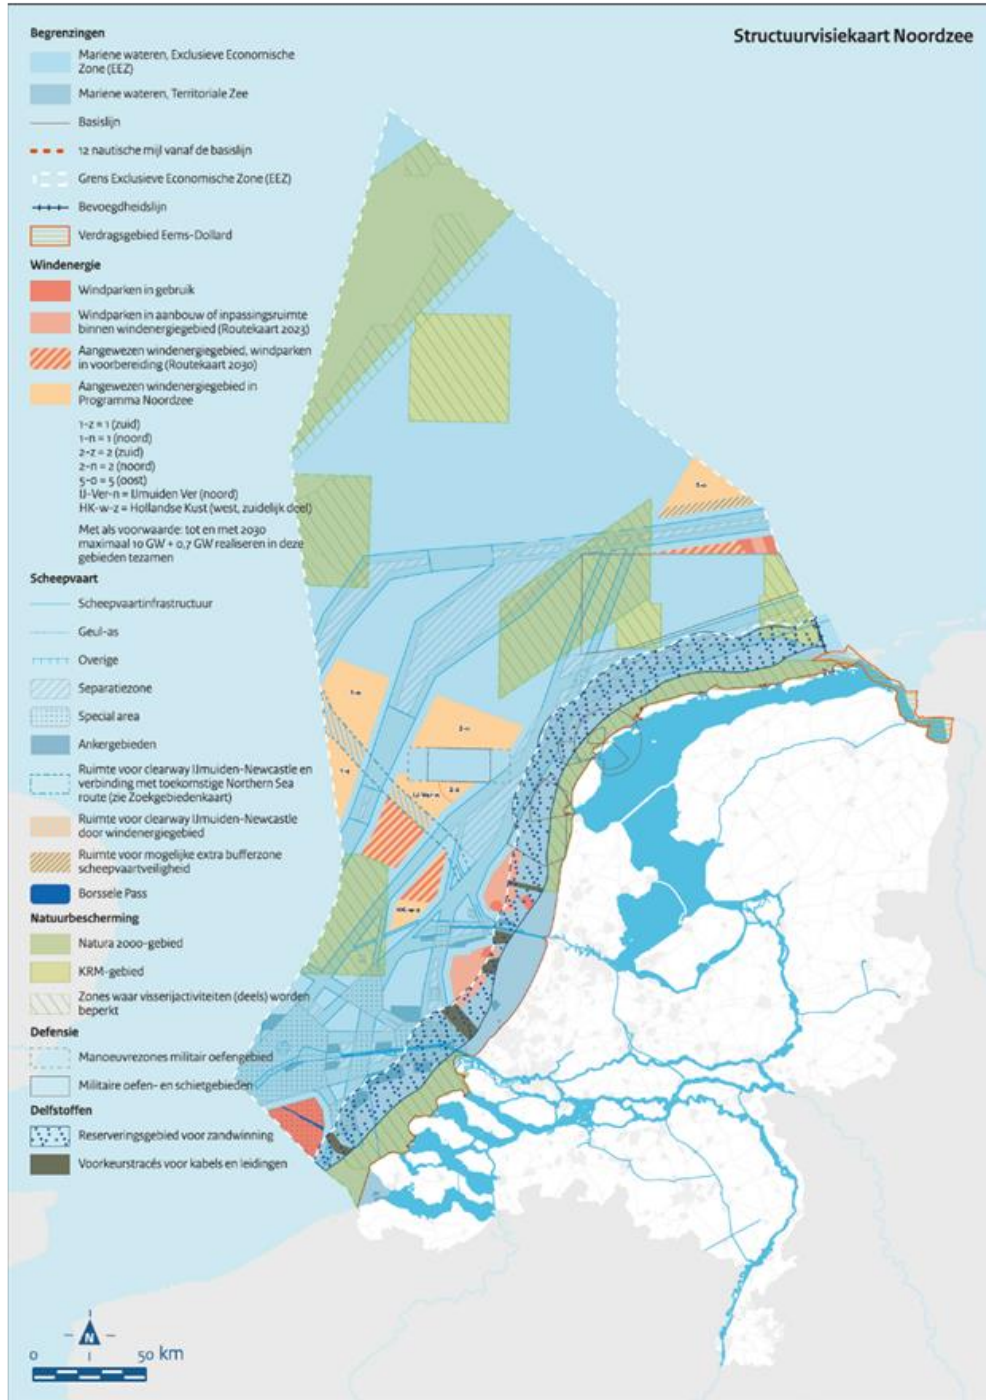 Structuurvisiekaart Noordzee
Begrenzingen
Mariene wateren, Exclusieve Economische
Zone (EEZ)
Mariene wateren, Territoriale Zee
Basislijn
12 nautische mijl vanaf de basislijn
Grens Exclusieve Economische Zone (EEZ)
Bevoegdheidslijn
Verdragsgebied Eems-Dollard
Windenergie
Windparken in gebruik
Windparken in aanbouw of inpassingsruimte
binnen windenergiegebied (Routekaart 2023)
Aangewezen windenergiegebied, windparken
in voorbereiding (Routekaart 2030)
Aangewezen windenergiegebied in
Programma Noordzee
1-z = 1 (zuid)
1-n = 1 (noord)
2-z = 2 (zuid)
2-n = 2 (noord)
5-o = 5 (oost)
IJ-Ver-n = IJmuiden Ver (noord)
HK-w-z = Hollandse Kust (west, zuidelijk deel)
Met als voorwaarde: tot en met 2030
maximaal 10 GW + 0,7 GW realiseren in deze
gebieden tezamen
Scheepvaart
Scheepvaartinfrastructuur
Geul-as
Overige
Separatiezone
Special area
Ankergebieden
Ruimte voor clearway IJmuiden-Newcastle en
verbinding met toekomstige Northern Sea
route (zie Zoekgebiedenkaart)
Ruimte voor clearway IJmuiden-Newcastle
door windenergiegebied
Ruimte voor mogelijke extra bufferzone
scheepvaartveiligheid
Borssele Pass
Natuurbescherming
Natura 2000-gebied
KRM-gebied
Zones waar visserijactiviteiten (deels) worden
beperkt
Defensie
Manoeuvrezones militair oefengebied
Militaire oefen- en schietgebieden
Delfstoffen
Reserveringsgebied voor zandwinning
Voorkeurstracés voor kabels en leidingen
5-o
1-n
2-n
1-z
IJ-Ver-n
2-z
HK-w-z
N
0 50 km